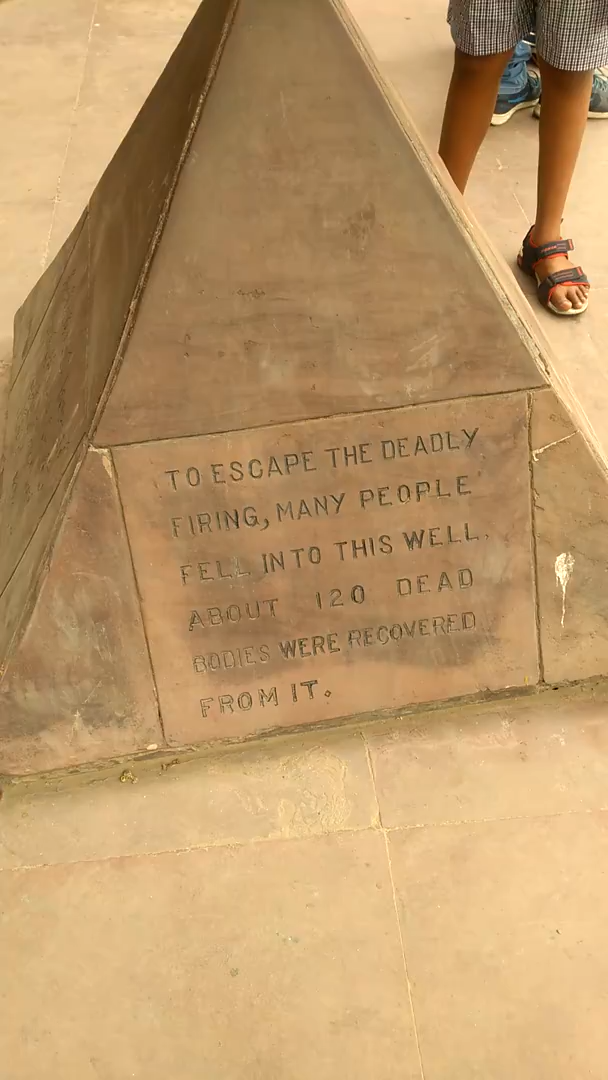 TO ESCAPE THE DEADLY
FIRING, MANY PEOPLE
FELL INTO THIS WELL.
ABOUT 120 DEAD
BODIES WERE RECOVERED
FROM IT.